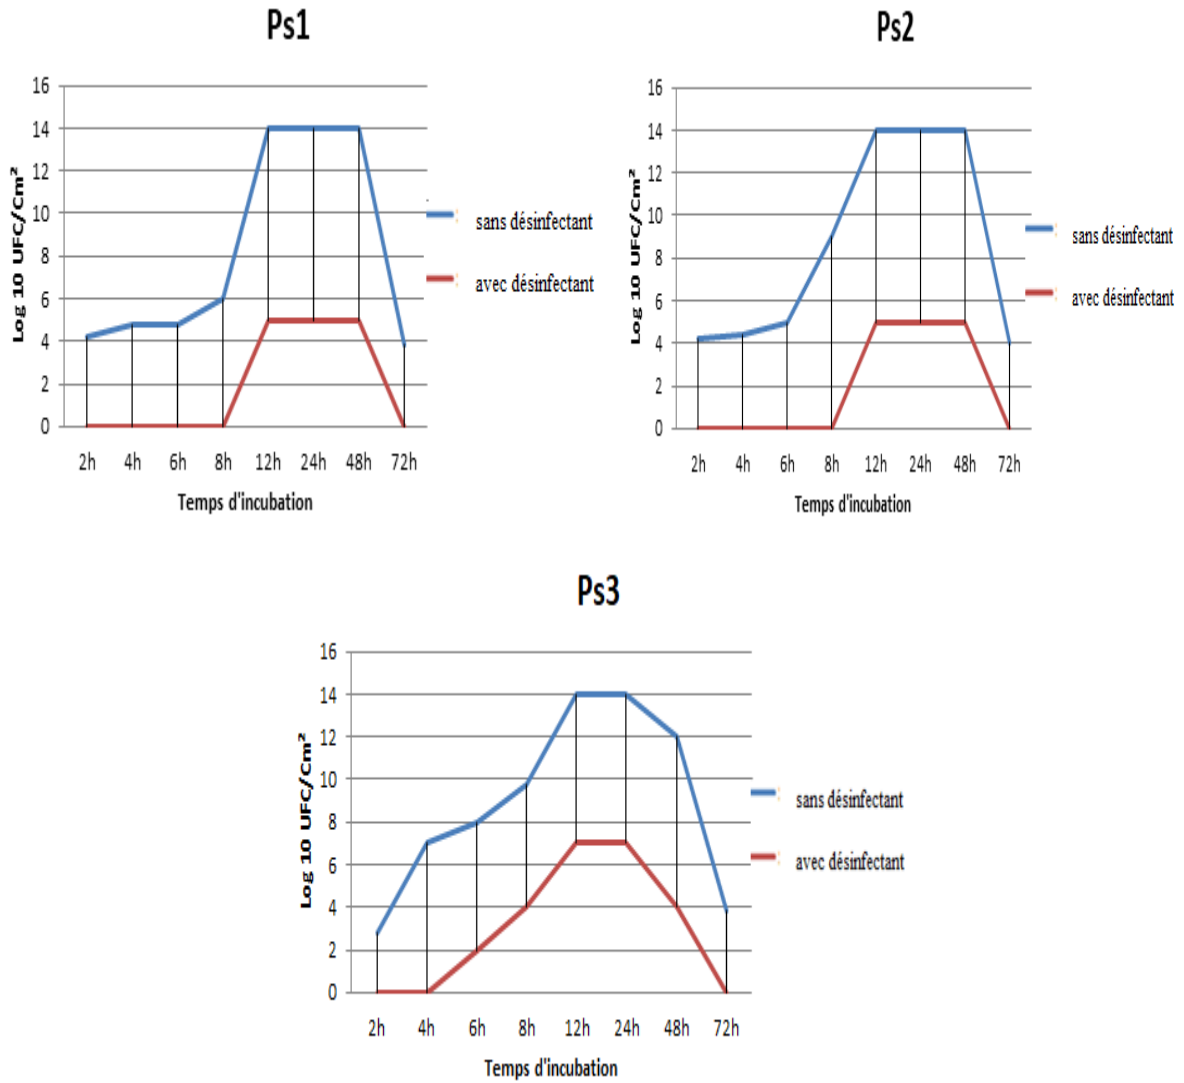 Ps1
Log 10 UFC/Cm²
16
14
12
10
8
6
4
2
0
2h 4h 6h 8h 12h 24h 48h 72h
Temps d'incubation
sans désinfectant
avec désinfectant
Ps2
Log 10 UFC/Cm²
16
14
12
10
8
6
4
2
0
2h 4h 6h 8h 12h 24h 48h 72h
Temps d'incubation
sans désinfectant
avec désinfectant
Ps3
Log 10 UFC/Cm²
16
14
12
10
8
6
4
2
0
2h 4h 6h 8h 12h 24h 48h 72h
Temps d'incubation
sans désinfectant
avec désinfectant